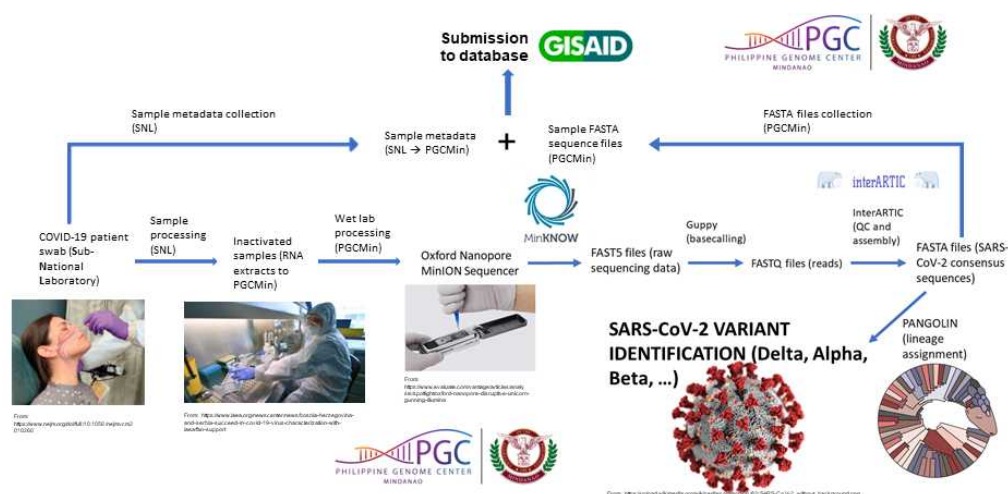 Submission
to database
GISAID
PGC
PHILIPPINE GENOME CENTER
MINDANAO
Sample metadata collection
(SNL)
Sample metadata
(SNL → PGCMin)
+
Sample FASTA
sequence files
(PGCMin)
FASTA files collection
(PGCMin)
interARTIC
MinKNOW
COVID-19 patient
swab (Sub-
National
Laboratory)
Sample
processing
(SNL)
Inactivated
samples (RNA
extracts to
PGCMin)
Wet lab
processing
(PGCMin)
Oxford Nanopore
MinION Sequencer
FAST5 files (raw
sequencing data)
Guppy
(basecalling)
FASTQ files (reads)
InterARTIC
(QC and
assembly)
FASTA files (SARS-
CoV-2 consensus
sequences)
PANGOLIN
(lineage
assignment)
SARS-CoV-2 VARIANT
IDENTIFICATION (Delta, Alpha,
Beta, ...)
From:
From:
From:
PGC
PHILIPPINE GENOME CENTER
MINDANAO